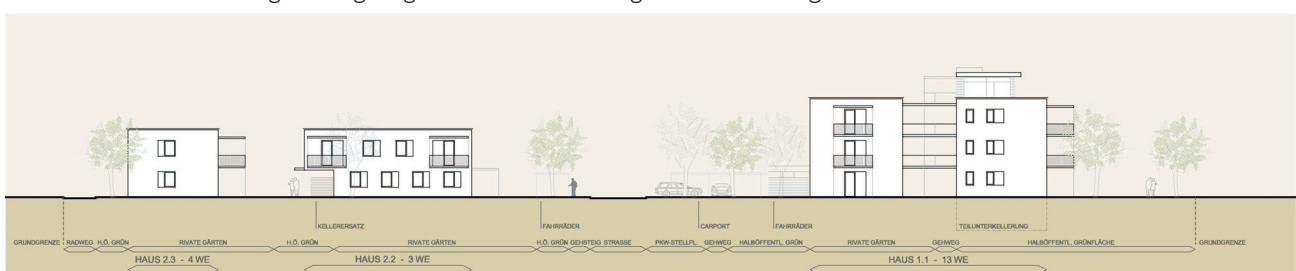 KELLERERSATZ FAHRRÄDER CARPORT FAHRRÄDER TEILUNTERKELLERUNG
GRUNDGRENZE RADWEG H.Ö. GRÜN RIVATE GÄRTEN H.Ö. GRÜN RIVATE GÄRTEN H.Ö. GRÜN GEHSTEIG STRASSE PKW-STELLPL. GEHWEG HALBÖFFENTL. GRÜN RIVATE GÄRTEN GEHWEG HALBÖFFENTL. GRÜNFLÄCHE GRUNDGRENZE
HAUS 2.3 - 4 WE HAUS 2.2 - 3 WE HAUS 1.1 - 13 WE